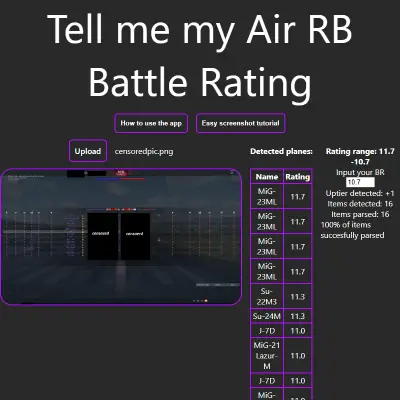 Tell me my Air RB
Battle Rating
How to use the app
Easy screenshot tutorial
Upload
censoredpic.png
censored
censored
Detected planes:
Name Rating
MiG-
23ML 11.7
MiG-
23ML 11.7
MiG-
23ML 11.7
MiG-
23ML 11.7
Su-
22M3 11.3
Su-24M 11.3
J-7D 11.0
MiG-21
Lazur-
M 11.0
J-7D 11.0
MiG- 11.0
Rating range: 11.7
-10.7
Input your BR
10.7
Uptier detected: +1
Items detected: 16
Items parsed: 16
100% of items
succesfully parsed